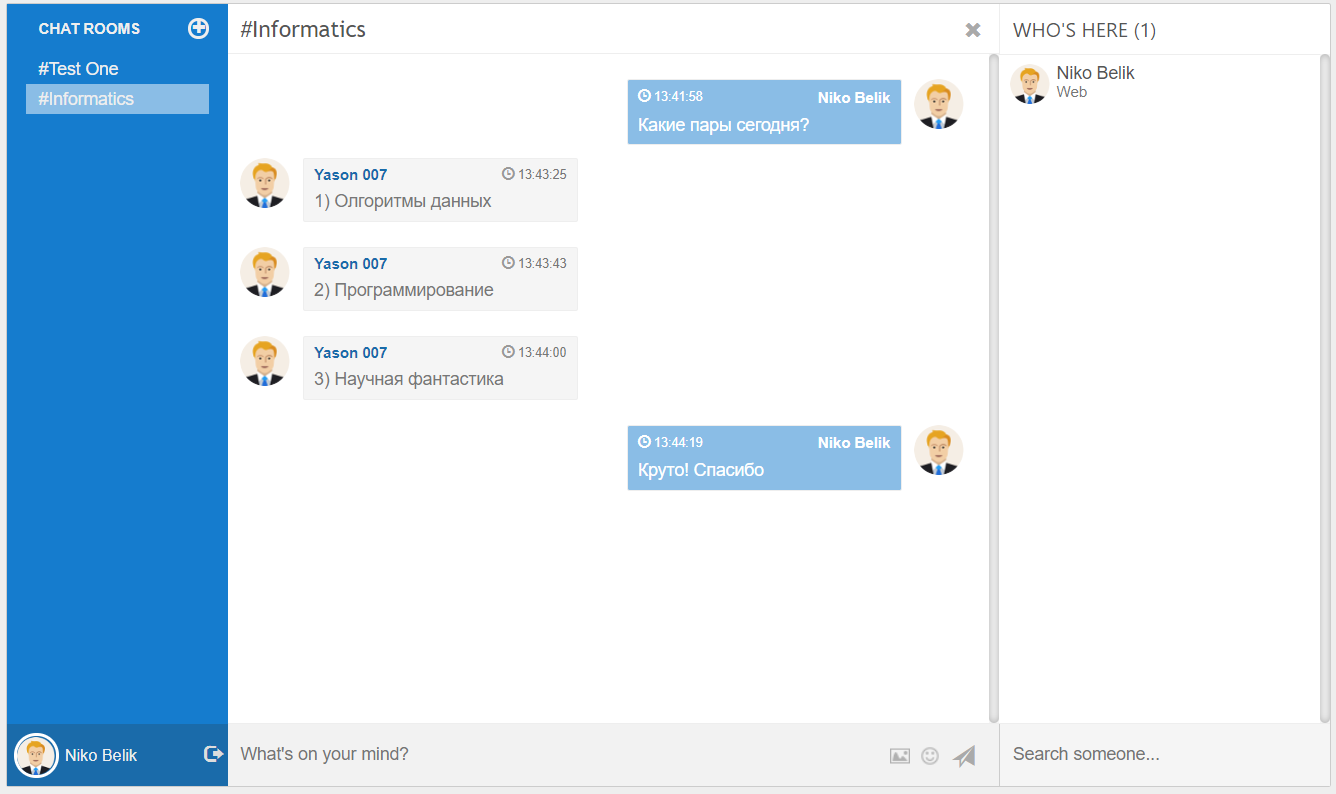 CHAT ROOMS
#Test One
#Informatics
Niko Belik
#Informatics
13:41:58 Niko Belik
Какие пары сегодня?
Yason 007 13:43:25
1) Олгоритмы данных
Yason 007 13:43:43
2) Программирование
Yason 007 13:44:00
3) Научная фантастика
13:44:19 Niko Belik
Круто! Спасибо
What's on your mind?
WHO'S HERE (1)
Niko Belik
Web
Search someone...